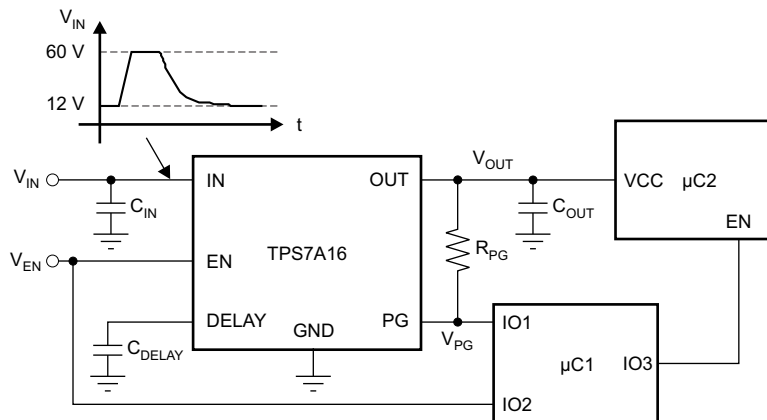 V_IN
60 V
12 V
t
V_IN
C_IN
IN
OUT
V_OUT
C_OUT
VCC
µC2
EN
V_EN
EN
TPS7A16
R_PG
DELAY
GND
PG
V_PG
C_DELAY
IO1
µC1
IO3
IO2